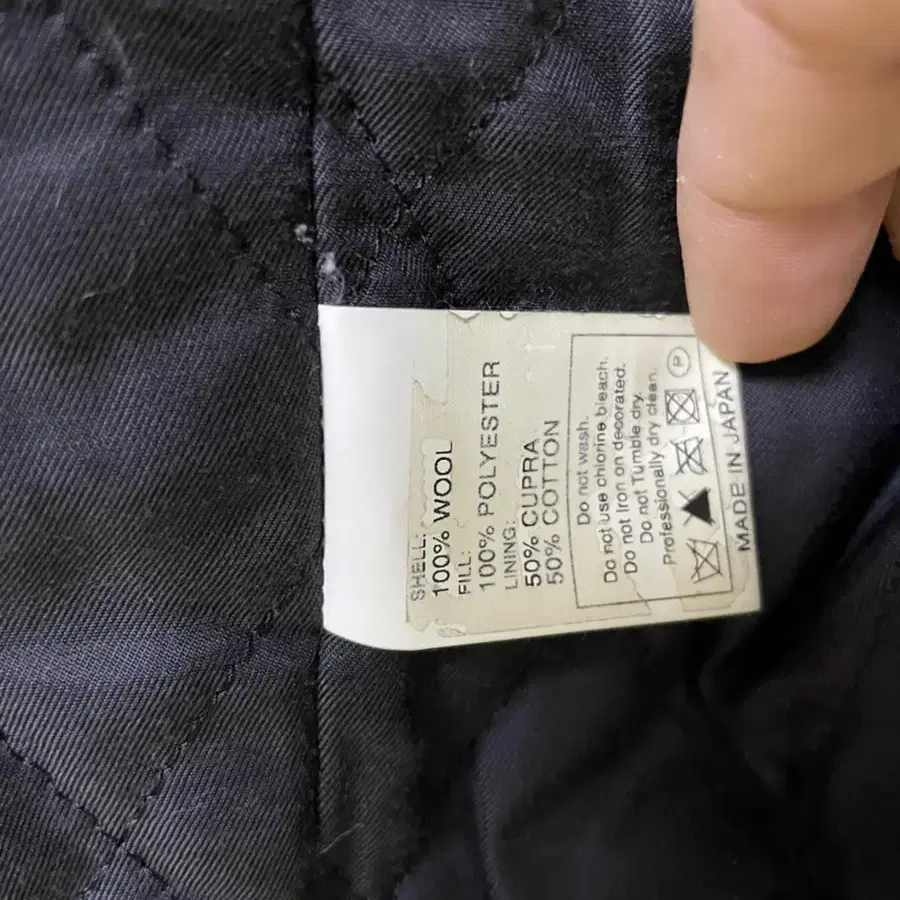 SHELL:
100% WOOL
FILL:
100% POLYESTER
LINING:
50% CUPRA
50% COTTON
Do not wash.
Do not use chlorine bleach.
Do not Iron on decorated.
Do not Tumble dry.
Professionally dry clean.
P
MADE IN JAPAN